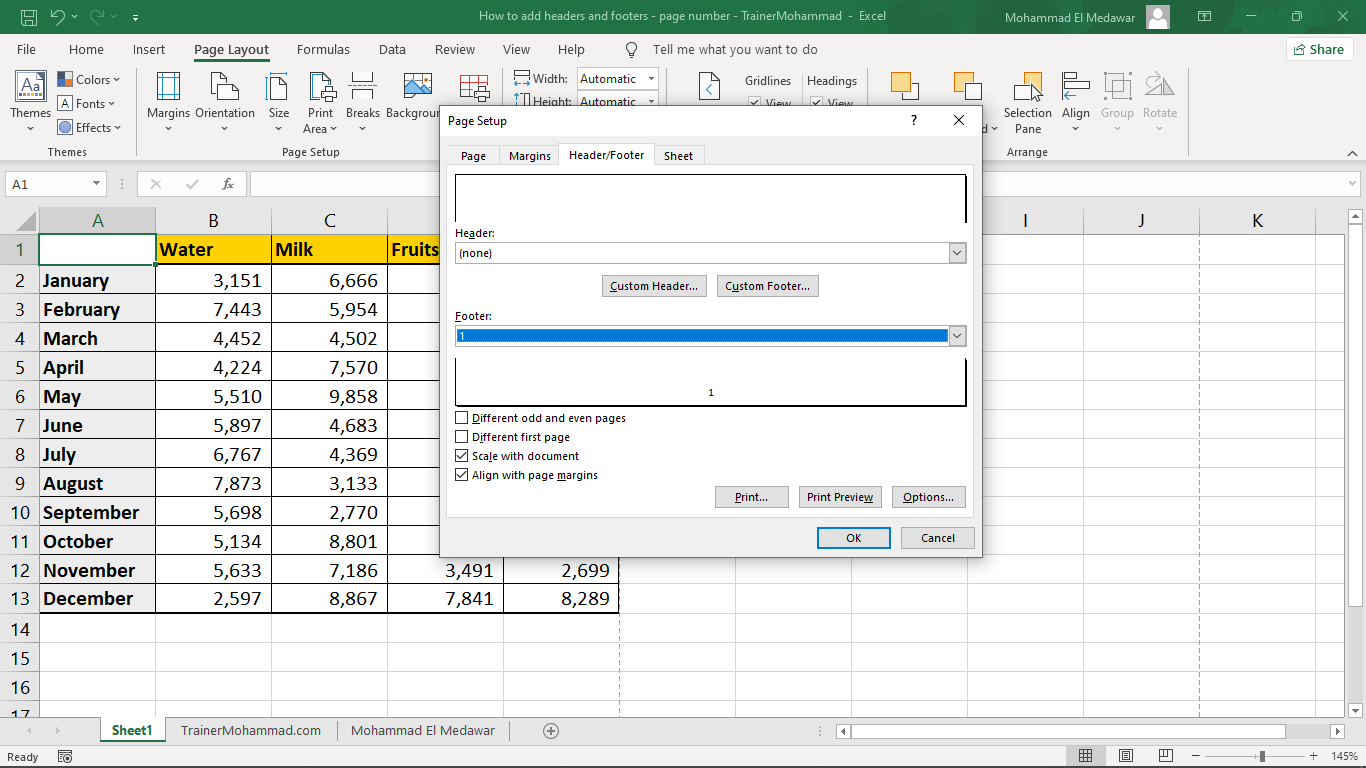 How to add headers and footers - page number - TrainerMohammad - Excel
Mohammad El Medawar
File Home Insert Page Layout Formulas Data Review View Help Tell me what you want to do Share
Colors
Fonts
Effects
Themes
Themes
Margins Orientation Size Print Area Breaks Backgroun
Page Setup
Width: Automatic
Height: Automatic
Gridlines
View
Headings
View
d
Selection Pane
Align Group Rotate
Arrange
A1
fx
A B C I J K
1 Water Milk Fruits
2 January 3,151 6,666
3 February 7,443 5,954
4 March 4,452 4,502
5 April 4,224 7,570
6 May 5,510 9,858
7 June 5,897 4,683
8 July 6,767 4,369
9 August 7,873 3,133
10 September 5,698 2,770
11 October 5,134 8,801
12 November 5,633 7,186 3,491 2,699
13 December 2,597 8,867 7,841 8,289
14
15
16
17
Page Setup ?
Page Margins Header/Footer Sheet
Header:
(none)
Custom Header... Custom Footer...
Footer:
1
1
Different odd and even pages
Different first page
Scale with document
Align with page margins
Print... Print Preview Options...
OK Cancel
Sheet1 TrainerMohammad.com Mohammad El Medawar
Ready
145%